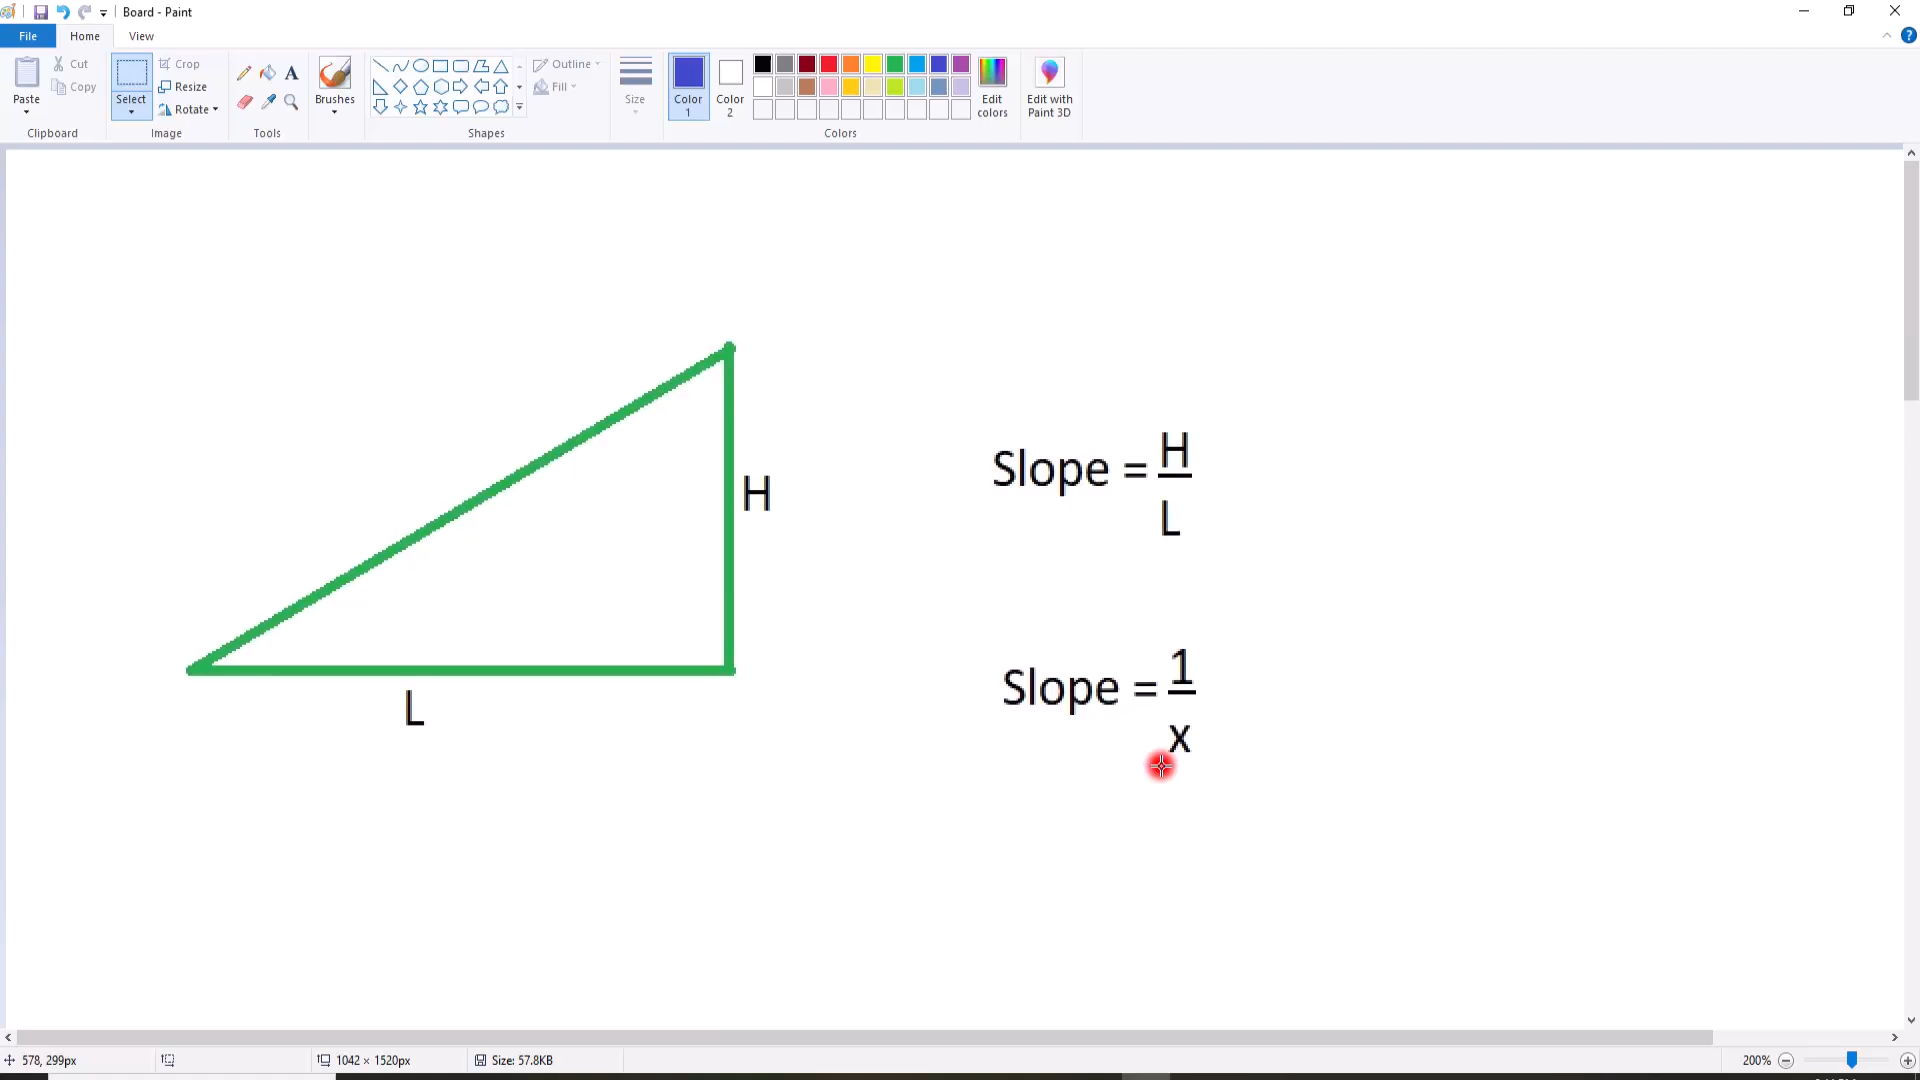 Board - Paint
File Home View
Paste
Cut
Copy
Clipboard
Select
Crop
Resize
Rotate
Image
A
Tools
Brushes
Shapes
Outline
Fill
Size
Color
1
Color
2
Colors
Edit
colors
Edit with
Paint 3D
?
H
L
Slope = H
L
Slope = 1
x
578, 299px
1042 × 1520px
Size: 57.8KB
200%